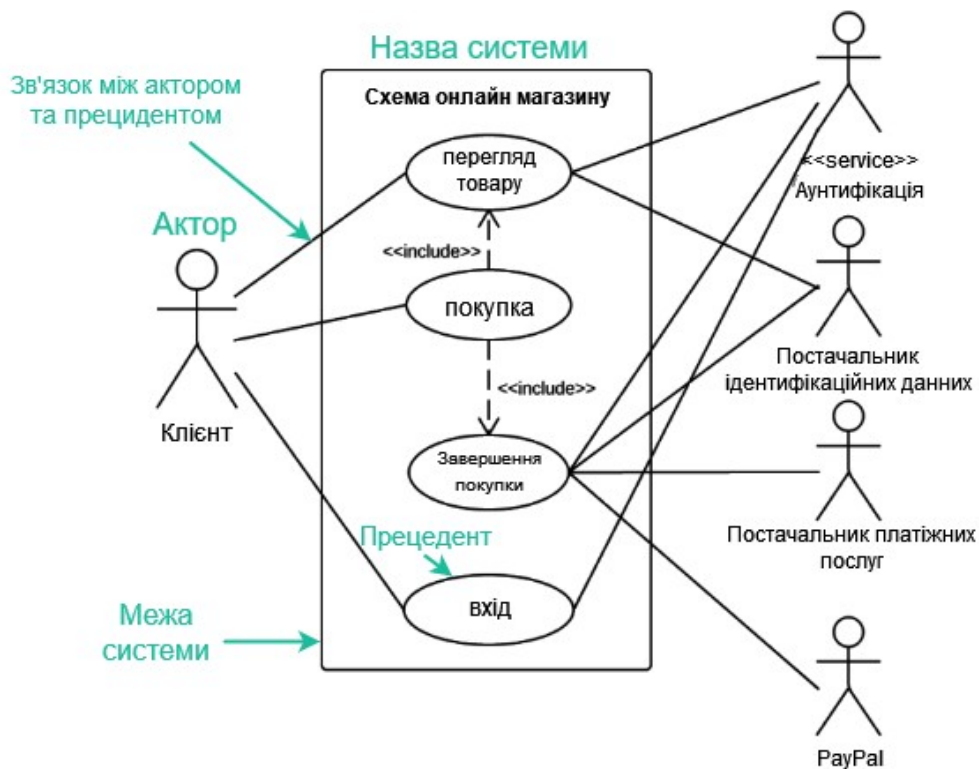 Назва системи
Зв'язок між актором
та прецидентом
Схема онлайн магазину
перегляд
товару
<<service>>
Аунтифікація
Актор
<<include>>
покупка
Постачальник
ідентифікаційних данних
<<include>>
Клієнт
Завершення
покупки
Постачальник платіжних
послуг
Прецедент
вхід
Межа
системи
PayPal